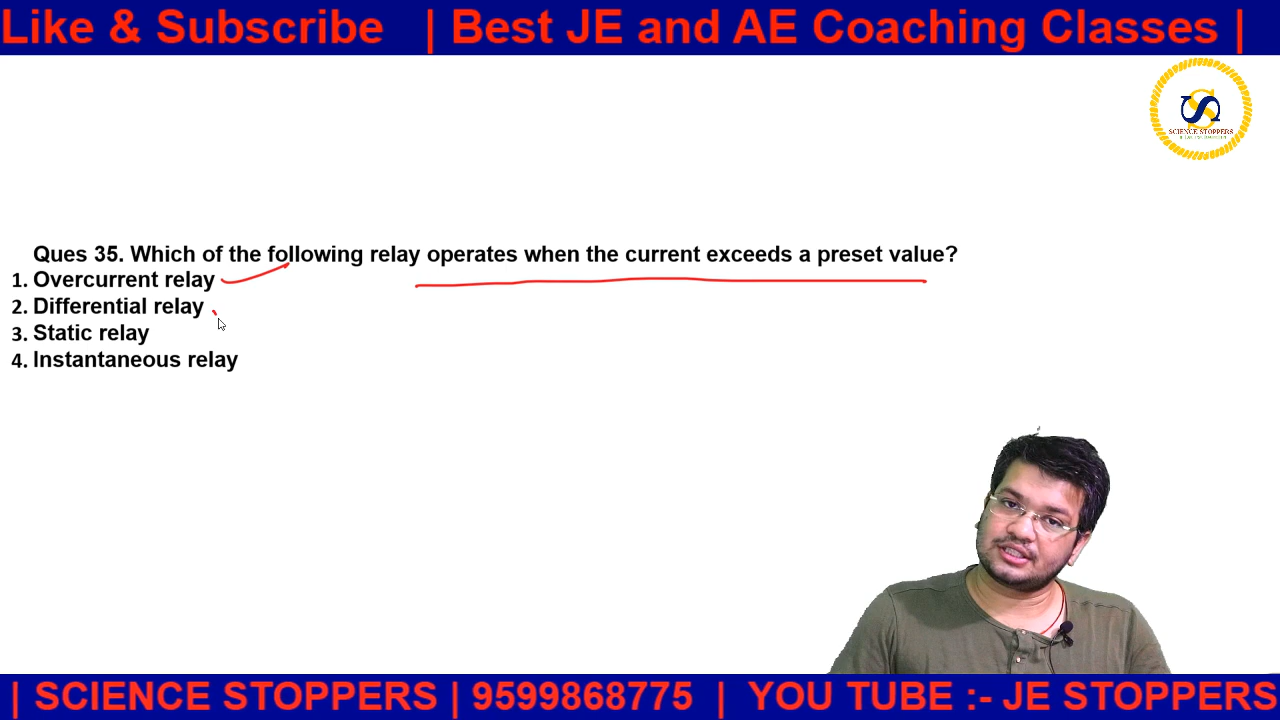 Like & Subscribe | Best JE and AE Coaching Classes |
SCIENCE STOPPERS
Ques 35. Which of the following relay operates when the current exceeds a preset value?
1. Overcurrent relay
2. Differential relay
3. Static relay
4. Instantaneous relay
| SCIENCE STOPPERS | 9599868775 | YOU TUBE :- JE STOPPERS